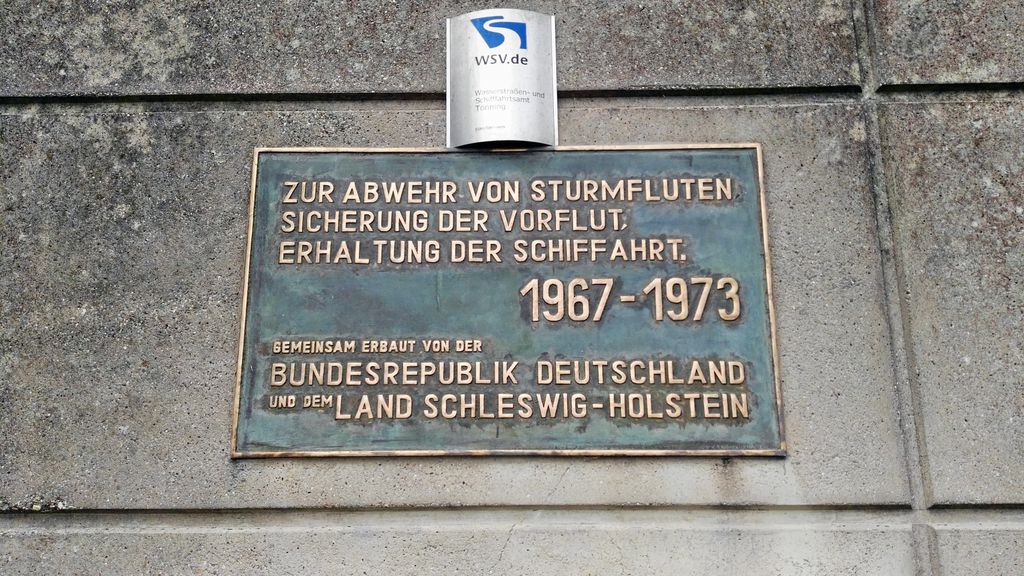 WSV.de
Wasserstraßen- und
Schifffahrtsamt
Tönning
ZUR ABWEHR VON STURMFLUTEN
SICHERUNG DER VORFLUT,
ERHALTUNG DER SCHIFFAHRT.
1967-1973
GEMEINSAM ERBAUT VON DER
BUNDESREPUBLIK DEUTSCHLAND
UND DEM LAND SCHLESWIG-HOLSTEIN